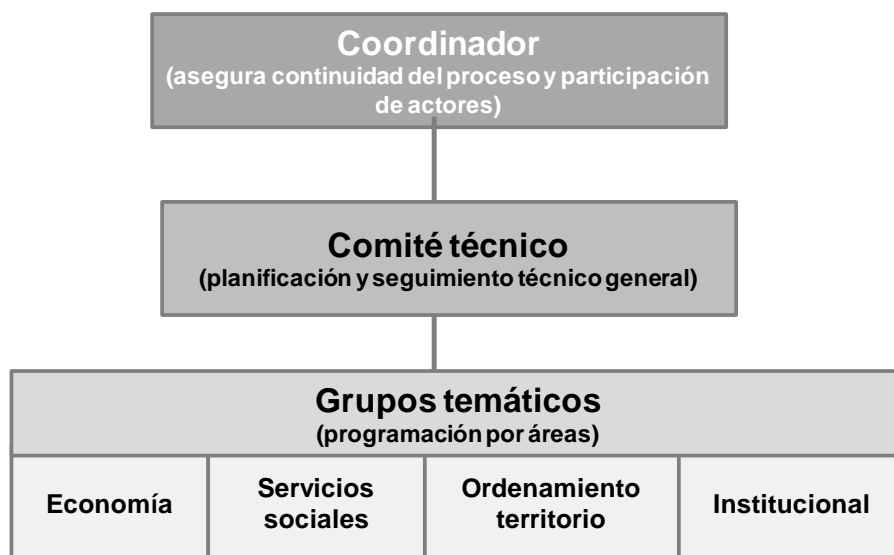 Coordinador
(asegura continuidad del proceso y participación
de actores)
Comité técnico
(planificación y seguimiento técnico general)
Grupos temáticos
(programación por áreas)
Economía
Servicios
sociales
Ordenamiento
territorio
Institucional